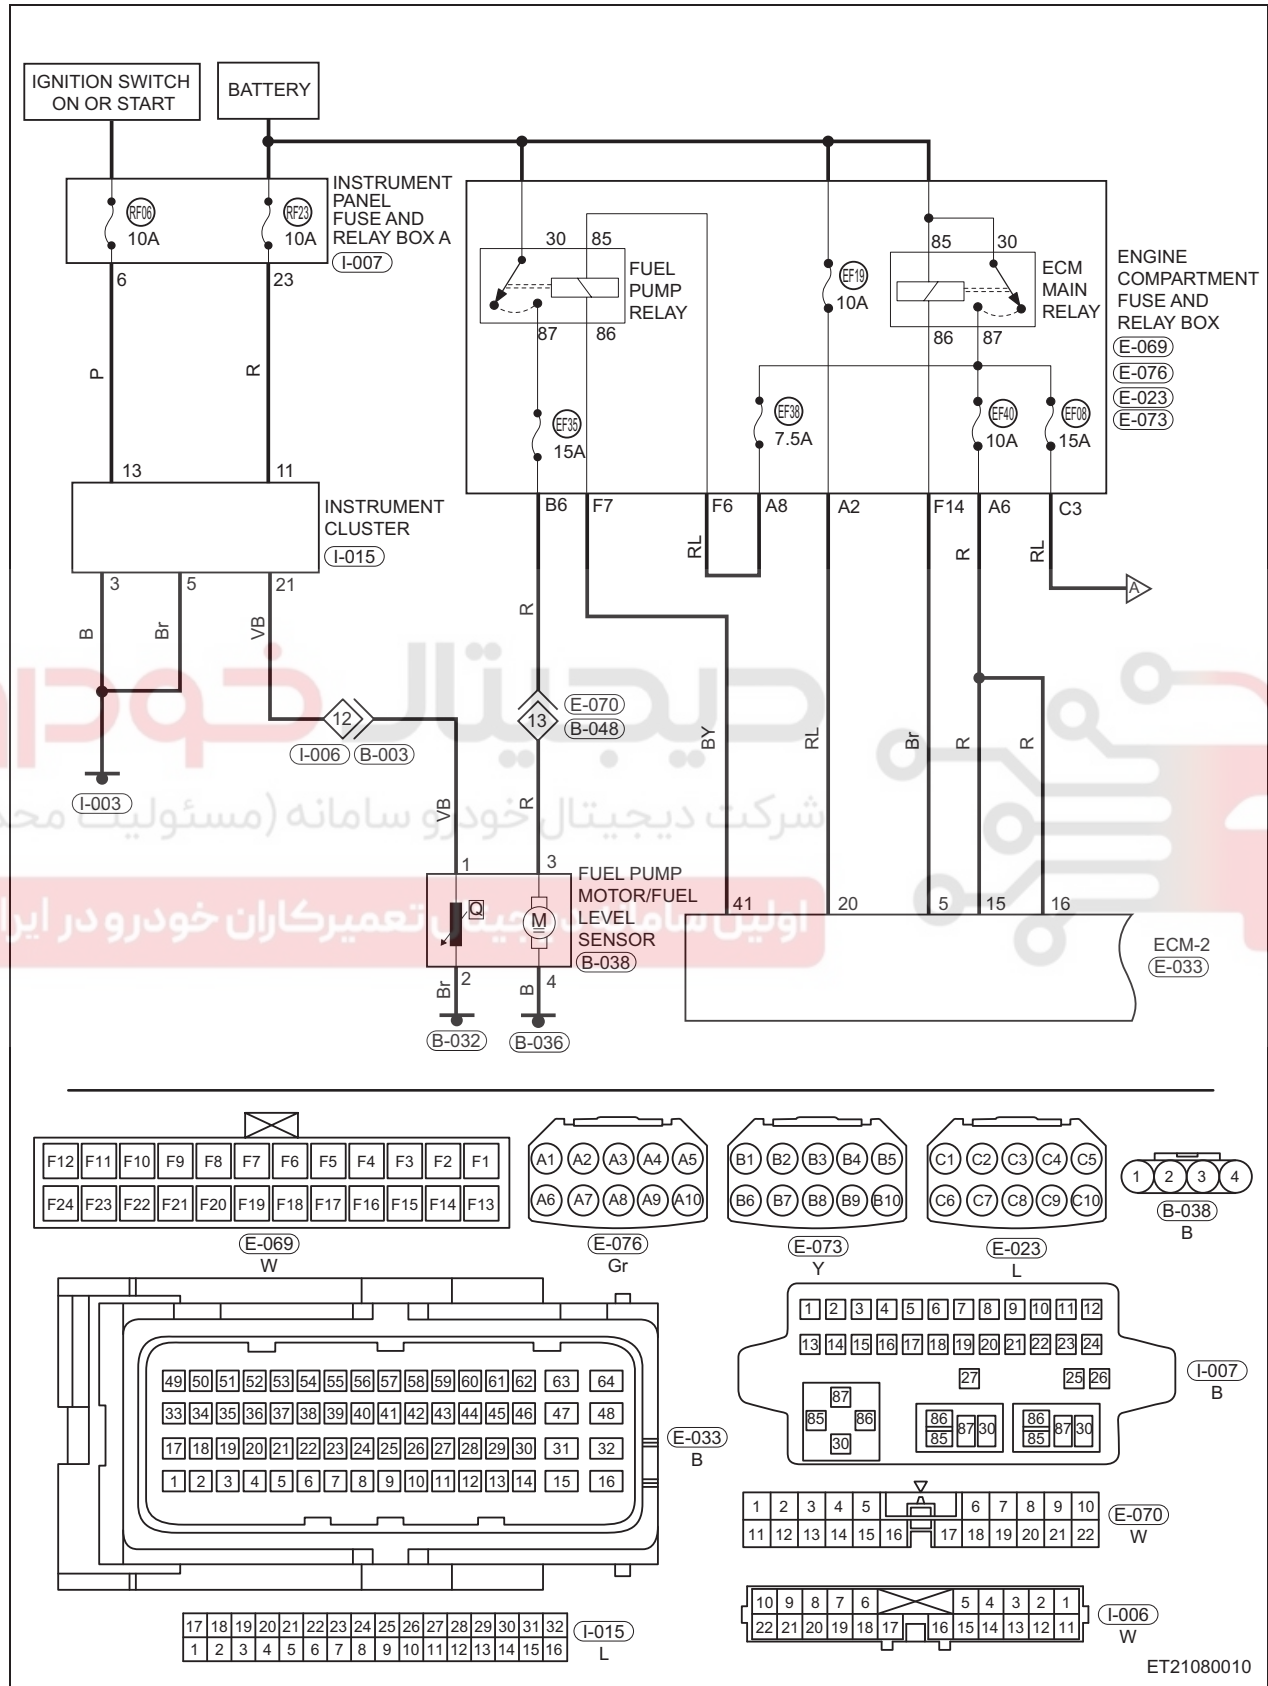 IGNITION SWITCH
ON OR START
BATTERY
RF06
10A
RF23
10A
INSTRUMENT
PANEL
FUSE AND
RELAY BOX A
I-007
6
23
P
R
13
11
INSTRUMENT
CLUSTER
I-015
3
5
21
B
Br
VB
I-003
12
I-006
B-003
VB
30
85
FUEL
PUMP
RELAY
87
86
EF35
15A
EF19
10A
85
30
ECM
MAIN
RELAY
86
87
EF38
7.5A
EF40
10A
EF08
15A
ENGINE
COMPARTMENT
FUSE AND
RELAY BOX
E-069
E-076
E-023
E-073
B6
F7
F6
A8
A2
F14
A6
C3
RL
R
RL
A
R
13
E-070
B-048
R
BY
RL
Br
R
R
دیجیتال خودرو
شرکت دیجیتال خودرو سامانه (مسئولیت
اولین سامانه دیجیتال تعمیرکاران خودرو در
1
3
Q
M
FUEL PUMP
MOTOR/FUEL
LEVEL
SENSOR
B-038
2
4
Br
B
B-032
B-036
41
20
5
15
16
ECM-2
E-033
F12 F11 F10 F9 F8 F7 F6 F5 F4 F3 F2 F1
F24 F23 F22 F21 F20 F19 F18 F17 F16 F15 F14 F13
E-069
W
A1 A2 A3 A4 A5
A6 A7 A8 A9 A10
E-076
Gr
B1 B2 B3 B4 B5
B6 B7 B8 B9 B10
E-073
Y
C1 C2 C3 C4 C5
C6 C7 C8 C9 C10
E-023
L
1 2 3 4
B-038
B
49 50 51 52 53 54 55 56 57 58 59 60 61 62 63 64
33 34 35 36 37 38 39 40 41 42 43 44 45 46 47 48
17 18 19 20 21 22 23 24 25 26 27 28 29 30 31 32
1 2 3 4 5 6 7 8 9 10 11 12 13 14 15 16
E-033
B
1 2 3 4 5 6 7 8 9 10 11 12
13 14 15 16 17 18 19 20 21 22 23 24
27 25 26
87
85 86
30
86
85
87 30
86
85
87 30
I-007
B
1 2 3 4 5 6 7 8 9 10
11 12 13 14 15 16 17 18 19 20 21 22
E-070
W
10 9 8 7 6 5 4 3 2 1
22 21 20 19 18 17 16 15 14 13 12 11
I-006
W
17 18 19 20 21 22 23 24 25 26 27 28 29 30 31 32
1 2 3 4 5 6 7 8 9 10 11 12 13 14 15 16
I-015
L
ET21080010